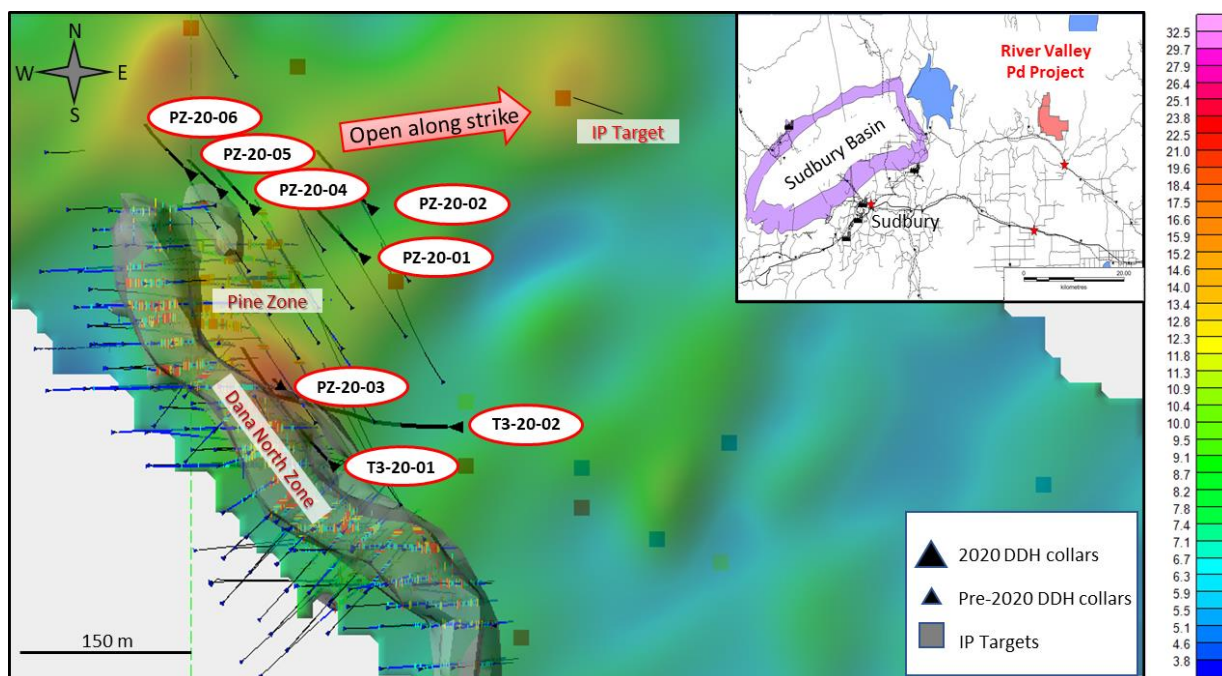 N
W
E
S
PZ-20-06
PZ-20-05
PZ-20-04
PZ-20-02
PZ-20-01
Open along strike
IP Target
Pine Zone
PZ-20-03
T3-20-02
T3-20-01
Dana North Zone
150 m
River Valley
Pd Project
Sudbury Basin
Sudbury
0
20.00
kilometres
2020 DDH collars
Pre-2020 DDH collars
IP Targets
32.5
29.7
27.9
26.4
25.1
23.8
22.5
21.0
19.6
18.4
17.5
16.6
15.9
15.2
14.6
14.0
13.4
12.8
12.3
11.8
11.3
10.9
10.4
10.0
9.5
9.1
8.7
8.2
7.8
7.4
7.1
6.7
6.3
5.9
5.5
5.1
4.6
3.8